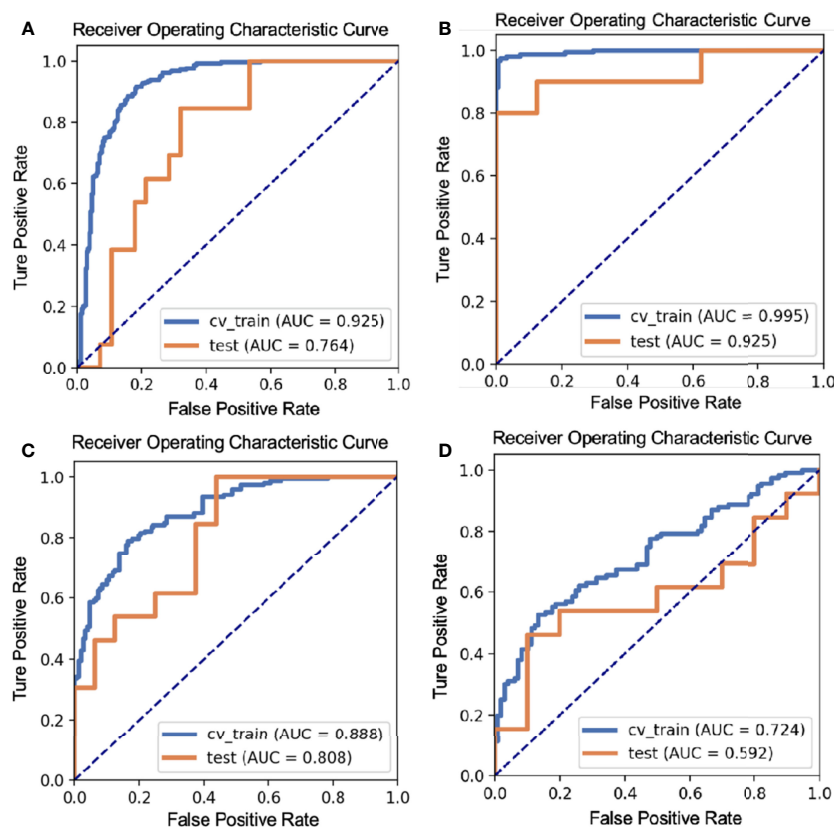 A
Receiver Operating Characteristic Curve
1.0
0.8
0.6
0.4
0.2
0.0
Ture Positive Rate
cv_train (AUC = 0.925)
test (AUC = 0.764)
0.0 0.2 0.4 0.6 0.8 1.0
False Positive Rate
B
Receiver Operating Characteristic Curve
1.0
0.8
0.6
0.4
0.2
0.0
Ture Positive Rate
cv_train (AUC = 0.995)
test (AUC = 0.925)
0.0 0.2 0.4 0.6 0.8 1.0
False Positive Rate
C
Receiver Operating Characteristic Curve
1.0
0.8
0.6
0.4
0.2
0.0
Ture Positive Rate
cv_train (AUC = 0.888)
test (AUC = 0.808)
0.0 0.2 0.4 0.6 0.8 1.0
False Positive Rate
D
Receiver Operating Characteristic Curve
1.0
0.8
0.6
0.4
0.2
0.0
Ture Positive Rate
cv_train (AUC = 0.724)
test (AUC = 0.592)
0.0 0.2 0.4 0.6 0.8 1.0
False Positive Rate